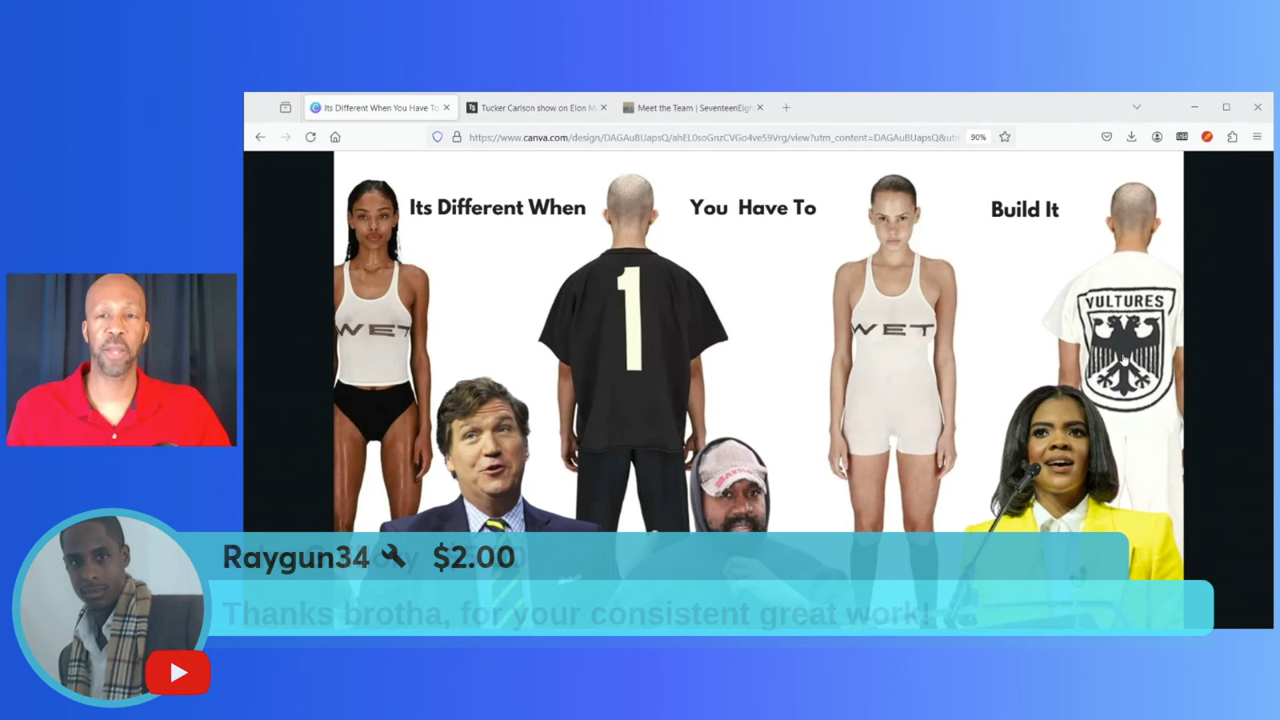 Its Different When You Have To
Tucker Carlson show on Elon M
Meet the Team | SeventeenEigh
https://www.canva.com/design/DAGAuBUapsQ/ahEL0soGnzCVGo4ve59Vrg/view?utm_content=DAGAuBUapsQ&utm
90%
Its Different When
You Have To
Build It
1
VULTURES
WET
WET
Raygun34 $2.00
Thanks brotha, for your consistent great work!